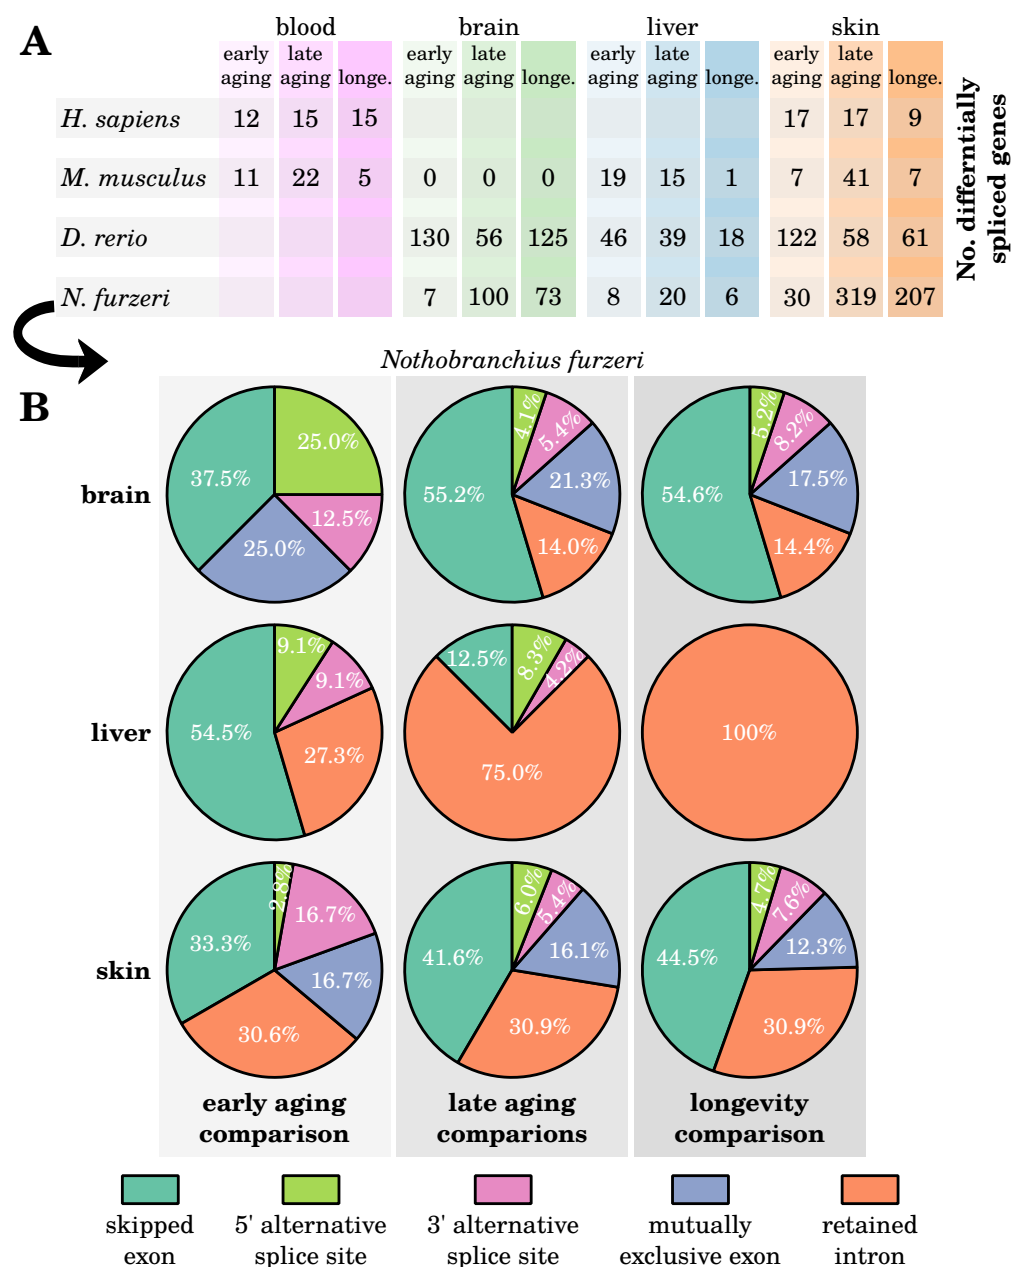 A
blood brain liver skin
early aging late aging longe. early aging late aging longe. early aging late aging longe. early aging late aging longe.
H. sapiens 12 15 15 17 17 9
M. musculus 11 22 5 0 0 0 19 15 1 7 41 7
D. rerio 130 56 125 46 39 18 122 58 61
N. furzeri 7 100 73 8 20 6 30 319 207
No. differntially
spliced genes
Nothobranchius furzeri
B
brain
37.5% 25.0% 12.5% 25.0%
55.2% 4.1% 5.4% 21.3% 14.0%
54.6% 5.2% 8.2% 17.5% 14.4%
liver
54.5% 9.1% 9.1% 27.3%
12.5% 8.3% 4.2% 75.0%
100%
skin
33.3% 2.8% 16.7% 16.7% 30.6%
41.6% 6.0% 5.4% 16.1% 30.9%
44.5% 4.7% 7.6% 12.3% 30.9%
early aging
comparison
late aging
comparions
longevity
comparison
skipped
exon
5' alternative
splice site
3' alternative
splice site
mutually
exclusive exon
retained
intron